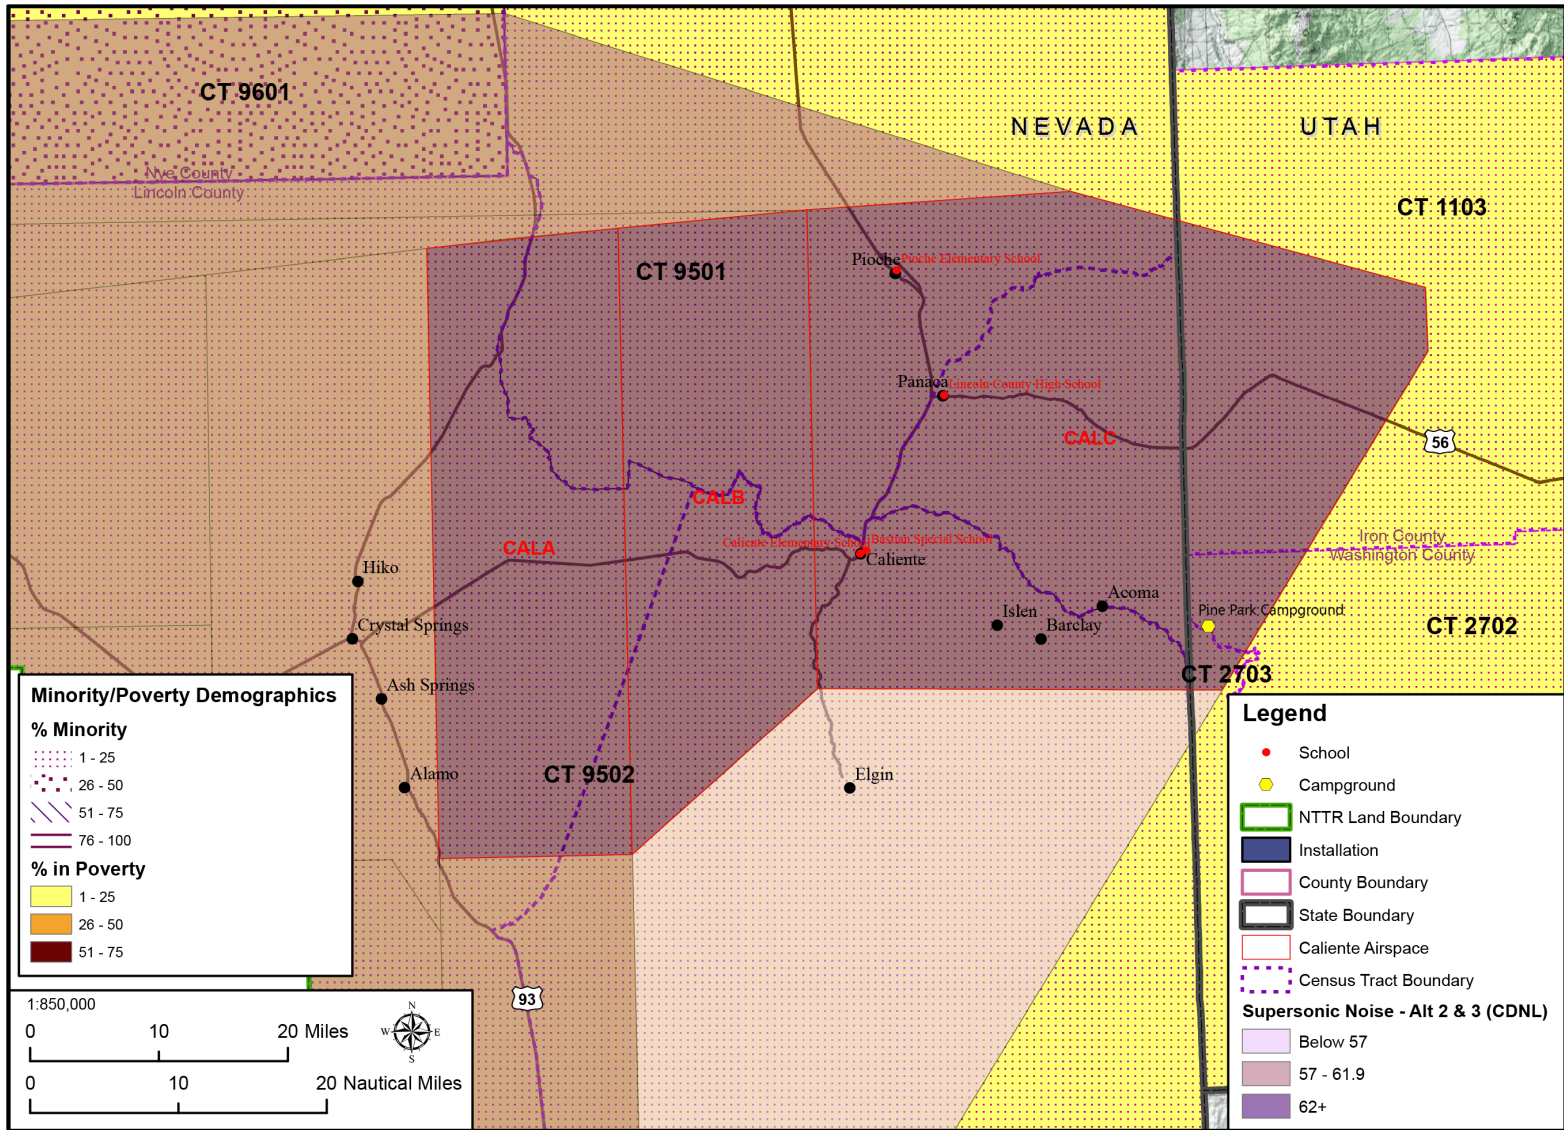 CT 9601
NEVADA
UTAH
Nye County
Lincoln County
CT 1103
CT 9501
Pioche
Pioche Elementary School
Panaca
Lincoln County High School
CALC
56
CALB
CALA
Caliente Elementary School
Bastian Special School
Caliente
Iron County
Washington County
Hiko
Crystal Springs
Acoma
Islen
Barclay
Pine Park Campground
CT 2702
CT 2703
Ash Springs
Alamo
CT 9502
Elgin
93
Minority/Poverty Demographics
% Minority
1 - 25
26 - 50
51 - 75
76 - 100
% in Poverty
1 - 25
26 - 50
51 - 75
1:850,000
0 10 20 Miles
0 10 20 Nautical Miles
N
W E
S
Legend
School
Campground
NTTR Land Boundary
Installation
County Boundary
State Boundary
Caliente Airspace
Census Tract Boundary
Supersonic Noise - Alt 2 & 3 (CDNL)
Below 57
57 - 61.9
62+